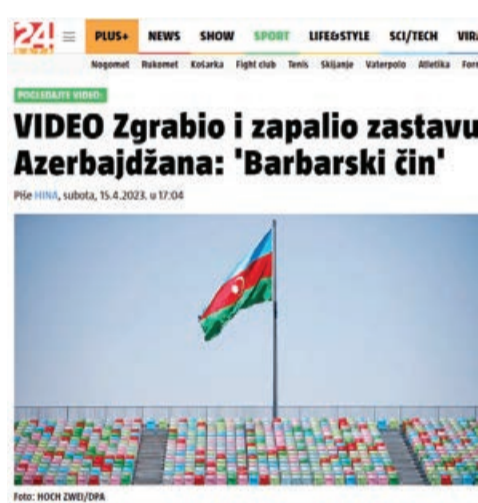 24
PLUS+ NEWS SHOW SPORT LIFE&STYLE SCI/TECH VIRA
Nogomet Rukomet Košarka Fight club Tenis Skijanje Vaterpolo Atletika For
POGLEDAJTE VIDEO:
VIDEO Zgrabio i zapalio zastavu
Azerbajdžana: 'Barbarski čin'
Piše HINA, subota, 15.4.2023. u 17:04
Foto: HOCH ZWEI/DPA